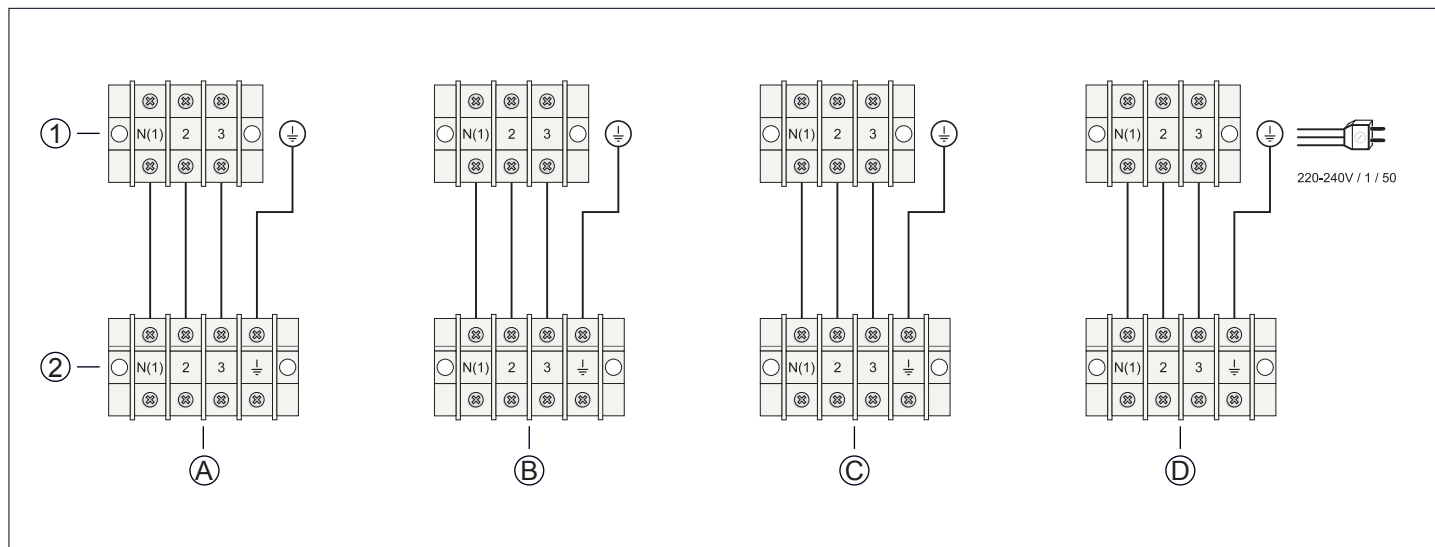 ① N(1) 2 3 N(1) 2 3 N(1) 2 3 N(1) 2 3
220-240V / 1 / 50
② N(1) 2 3 N(1) 2 3 N(1) 2 3 N(1) 2 3
Ⓐ Ⓑ Ⓒ Ⓓ